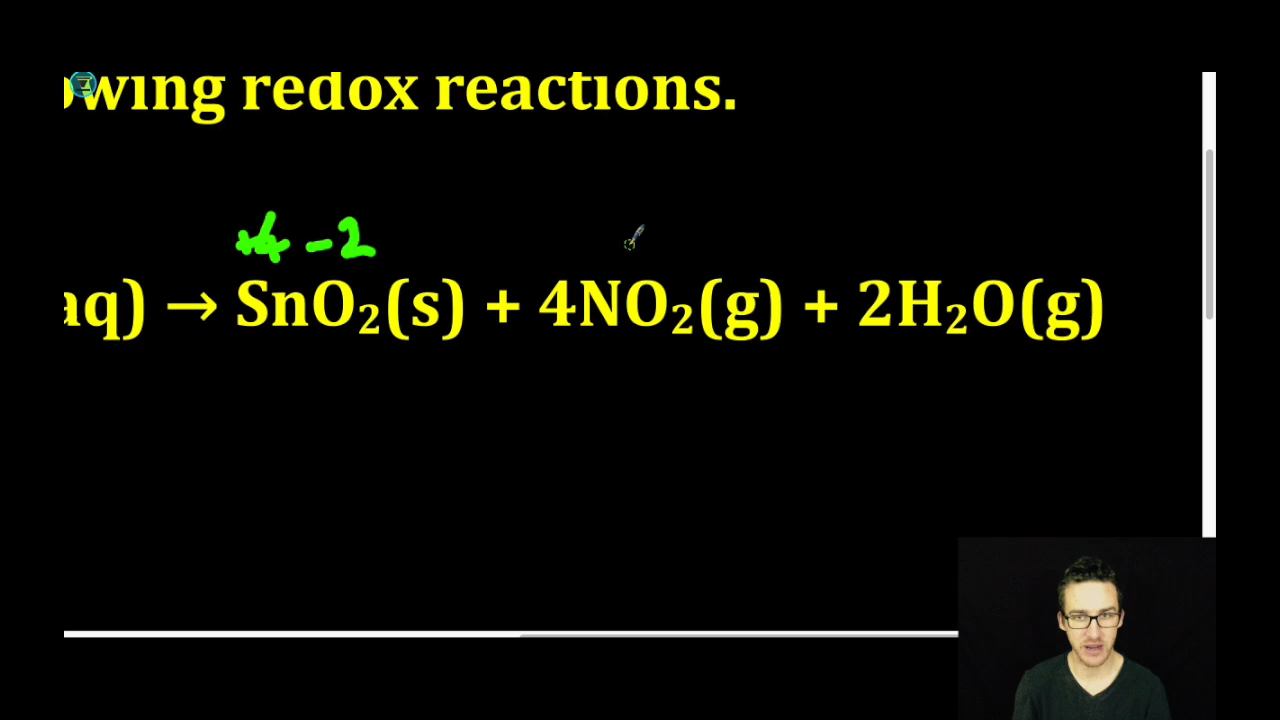 wing redox reactions.
+4 -2
aq) → SnO₂(s) + 4NO₂(g) + 2H₂O(g)